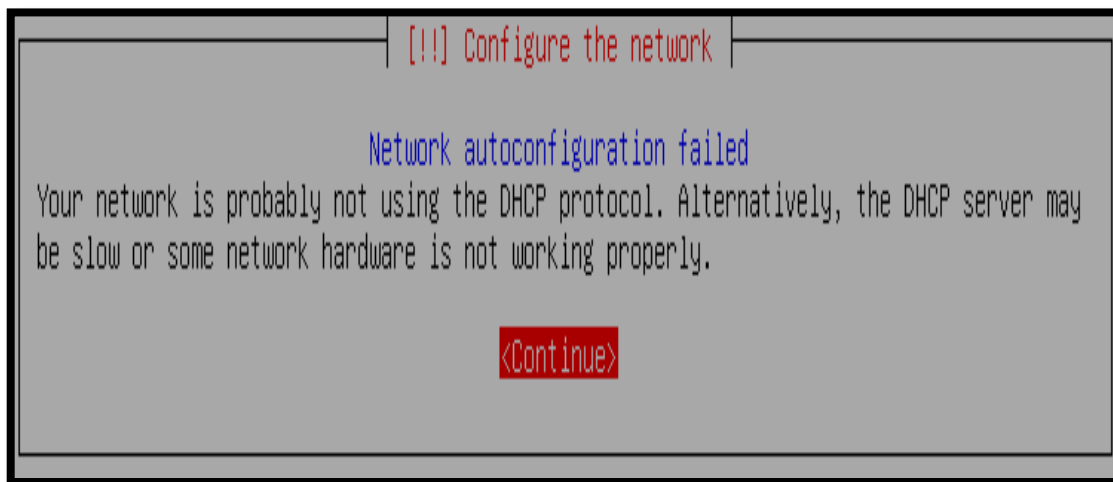 [!!] Configure the network
Network autoconfiguration failed
Your network is probably not using the DHCP protocol. Alternatively, the DHCP server may
be slow or some network hardware is not working properly.
<Continue>